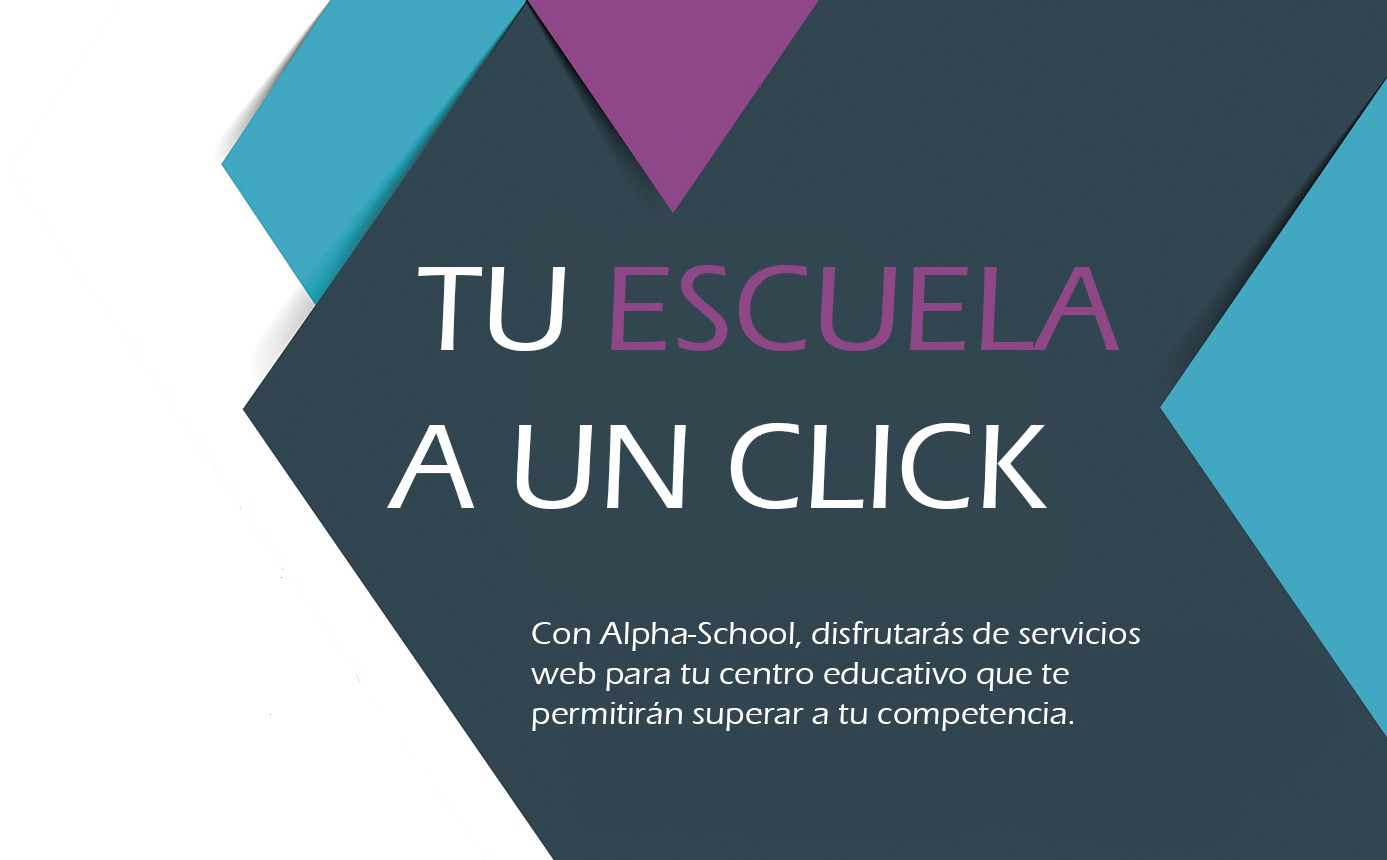 TU ESCUELA
A UN CLICK
Con Alpha-School, disfrutarás de servicios
web para tu centro educativo que te
permitirán superar a tu competencia.